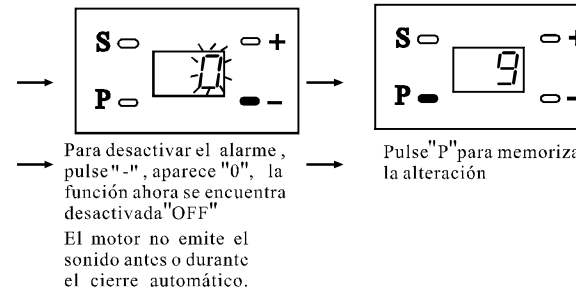 S
+
0
P
-
S
+
9
P
-
Para desactivar el alarme,
pulse"-", aparece "0", la
función ahora se encuentra
desactivada"OFF"
El motor no emite el
sonido antes o durante
el cierre automático.
Pulse"P"para memoriza
la alteración